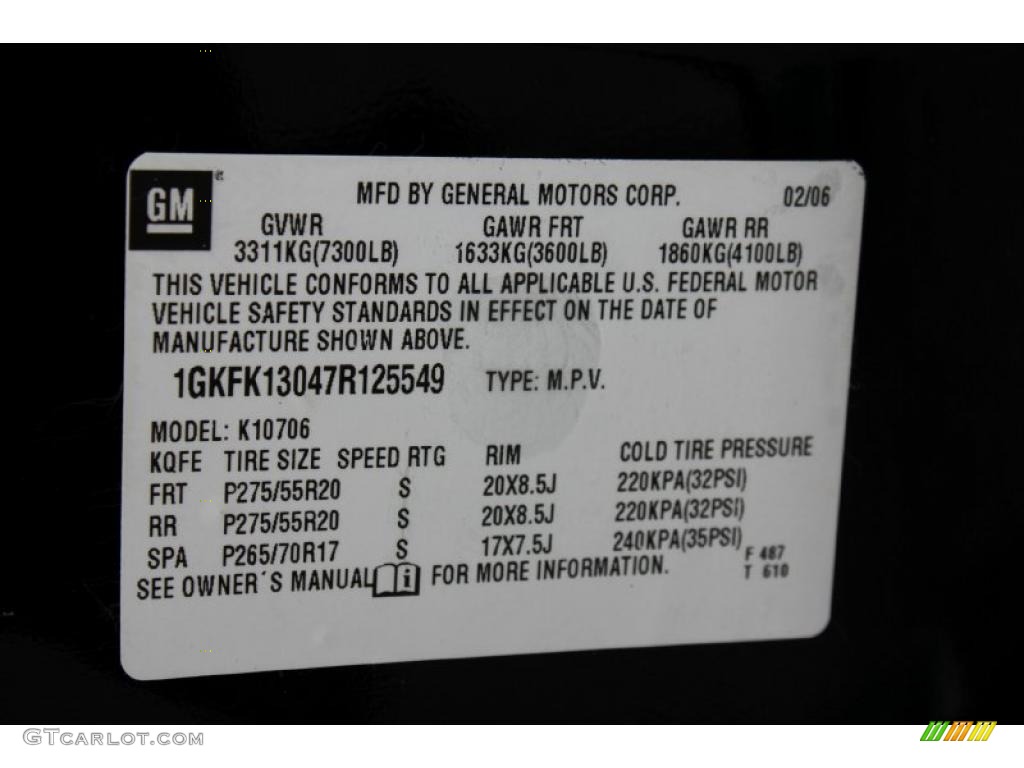 GM
MFD BY GENERAL MOTORS CORP. 02/06
GVWR GAWR FRT GAWR RR
3311KG(7300LB) 1633KG(3600LB) 1860KG(4100LB)
THIS VEHICLE CONFORMS TO ALL APPLICABLE U.S. FEDERAL MOTOR
VEHICLE SAFETY STANDARDS IN EFFECT ON THE DATE OF
MANUFACTURE SHOWN ABOVE.
1GKFK13047R125549 TYPE: M.P.V.
MODEL: K10706
KQFE TIRE SIZE SPEED RTG RIM COLD TIRE PRESSURE
FRT P275/55R20 S 20X8.5J 220KPA(32PSI)
RR P275/55R20 S 20X8.5J 220KPA(32PSI)
SPA P265/70R17 S 17X7.5J 240KPA(35PSI)
F 487
SEE OWNER´S MANUAL i FOR MORE INFORMATION. T 610
GTCARLOT.COM